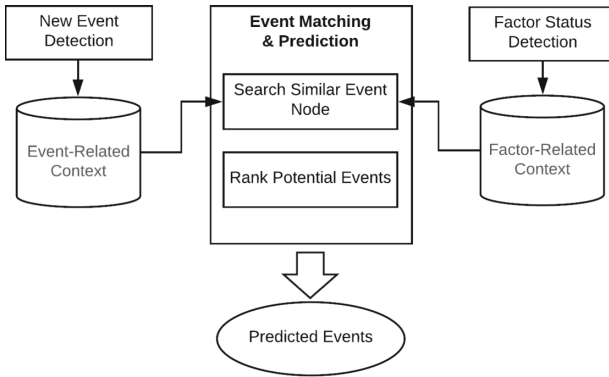 New Event
Detection
Event-Related
Context
Event Matching
& Prediction
Search Similar Event
Node
Rank Potential Events
Factor Status
Detection
Factor-Related
Context
Predicted Events